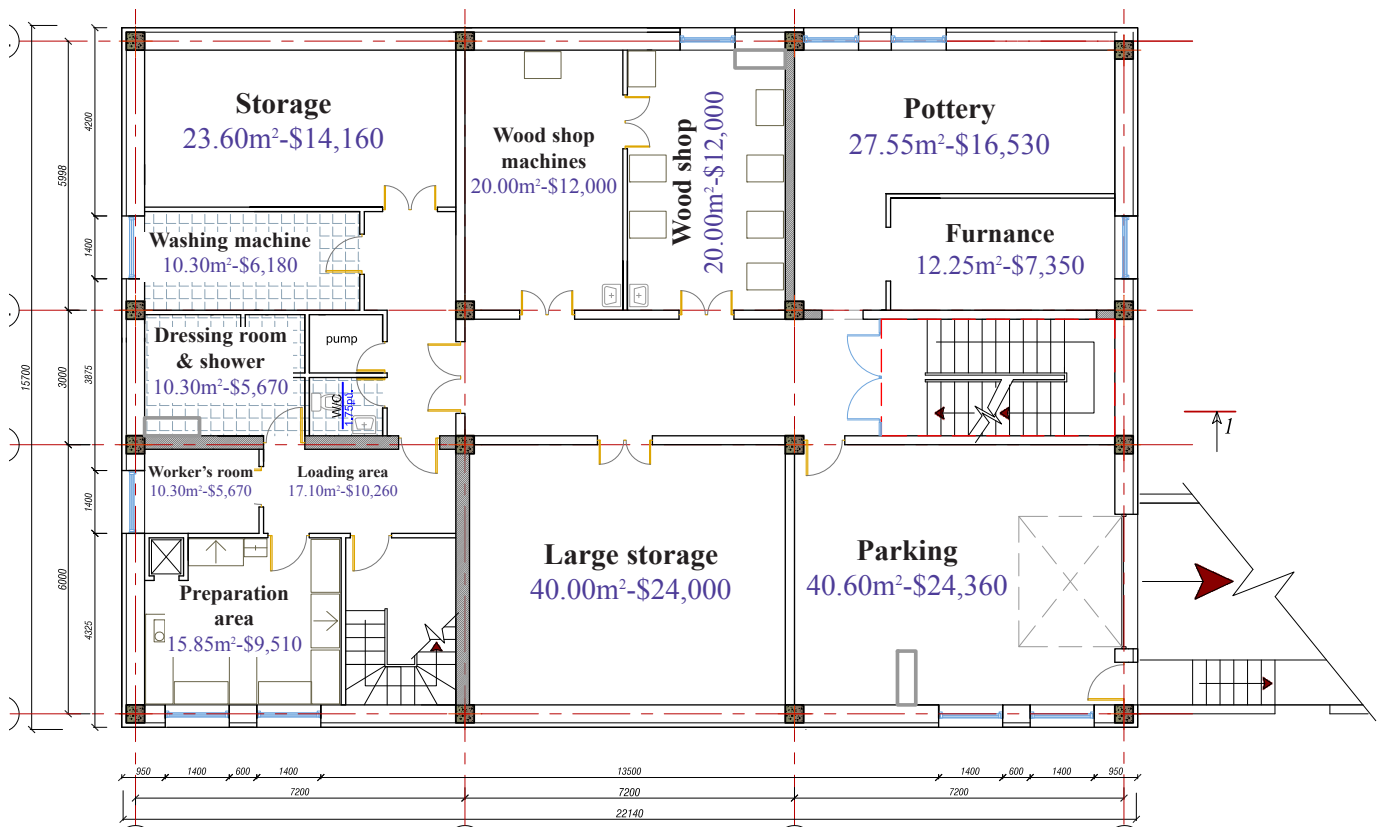 Storage
23.60m²-$14,160
Wood shop
machines
20.00m²-$12,000
Wood shop
20.00m²-$12,000
Pottery
27.55m²-$16,530
Washing machine
10.30m²-$6,180
Furnance
12.25m²-$7,350
Dressing room
& shower
10.30m²-$5,670
pump
W/C
Worker's room
10.30m²-$5,670
Loading area
17.10m²-$10,260
Large storage
40.00m²-$24,000
Parking
40.60m²-$24,360
Preparation
area
15.85m²-$9,510
1
4200
5998
1400
15700
3000
3875
1400
6000
4325
950 1400 600 1400 13500 1400 600 1400 950
7200 7200 7200
22140